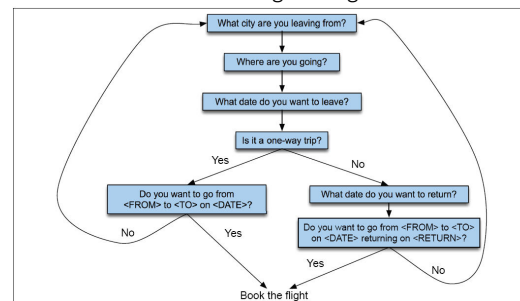 What city are you leaving from?
Where are you going?
What date do you want to leave?
Is it a one-way trip?
Yes
No
Do you want to go from
<FROM> to <TO> on <DATE>?
What date do you want to return?
Do you want to go from <FROM> to <TO>
on <DATE> returning on <RETURN>?
No
Yes
Yes
No
Book the flight